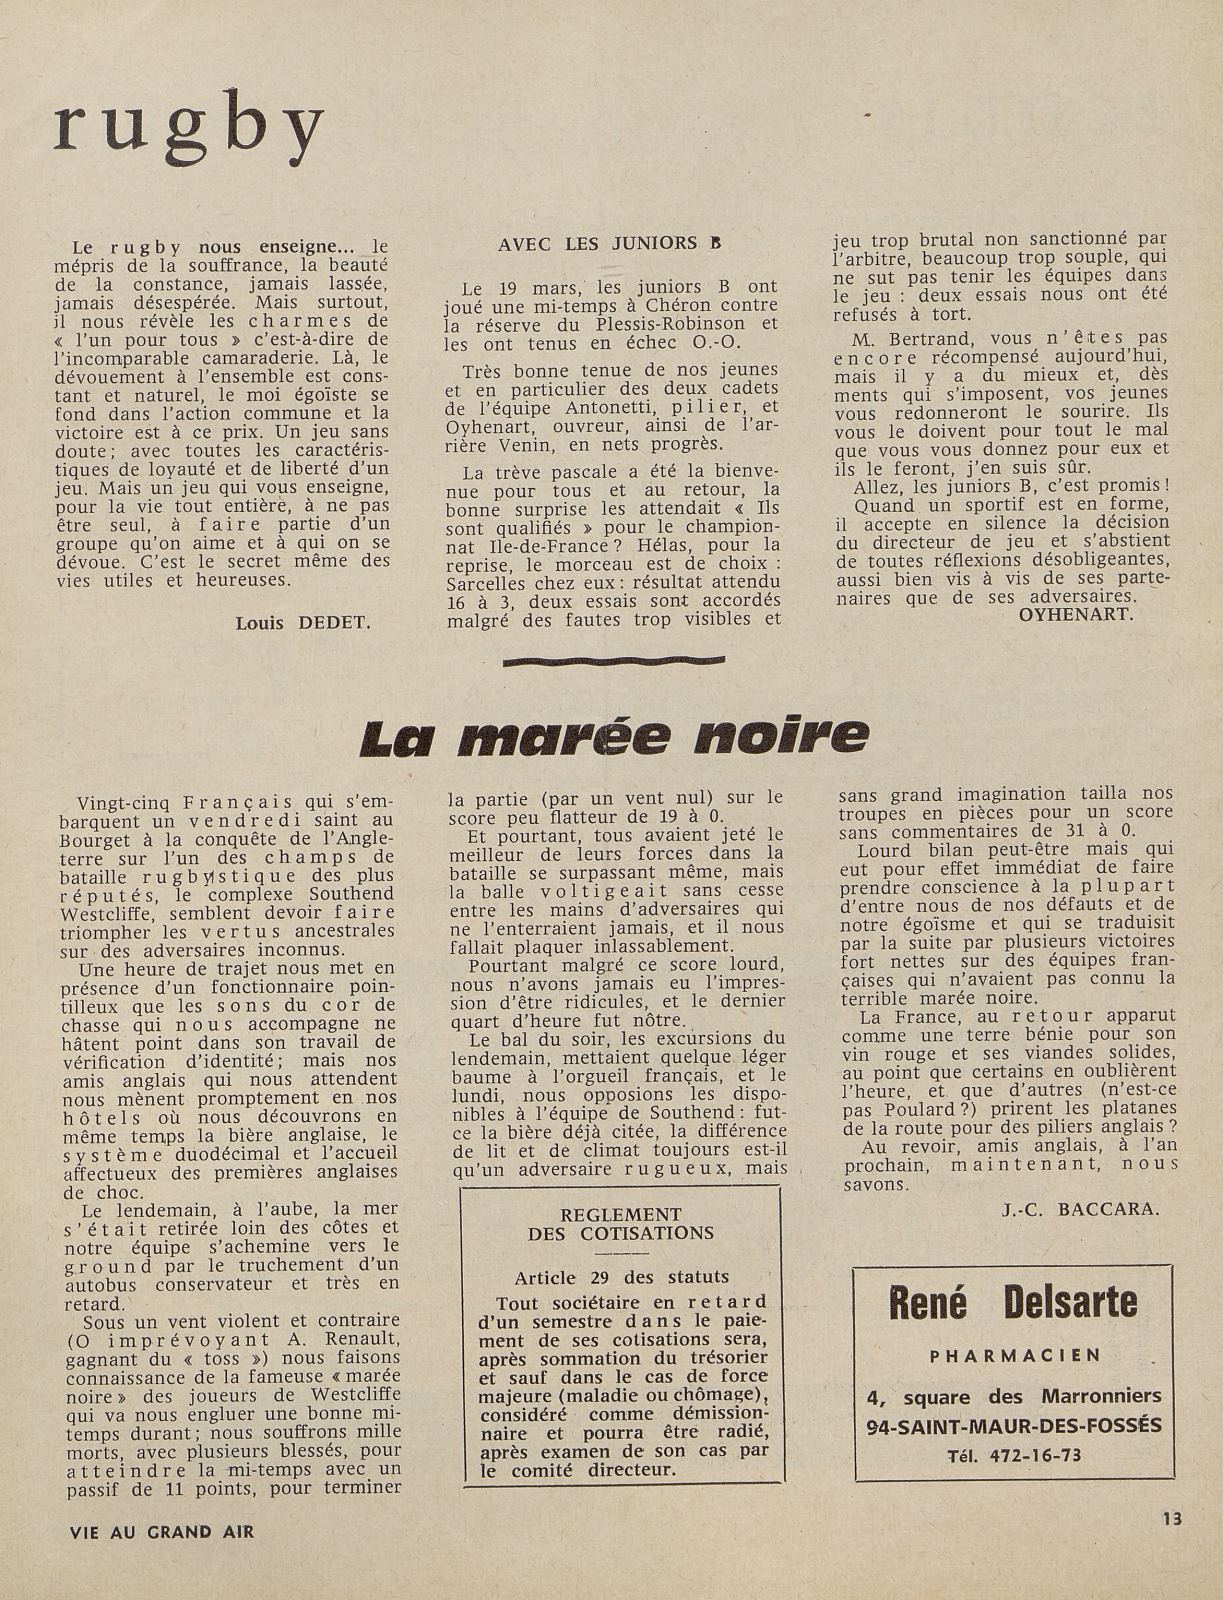 rugby
Le rugby nous enseigne... le
mépris de la souffrance, la beauté
de la constance, jamais lassée,
jamais désespérée. Mais surtout,
il nous révèle les charmes de
« l'un pour tous » c'est-à-dire de
l'incomparable camaraderie. Là, le
dévouement à l'ensemble est cons-
tant et naturel, le moi égoïste se
fond dans l'action commune et la
victoire est à ce prix. Un jeu sans
doute; avec toutes les caractéris-
tiques de loyauté et de liberté d'un
jeu. Mais un jeu qui vous enseigne,
pour la vie tout entière, à ne pas
être seul, à faire partie d'un
groupe qu'on aime et à qui on se
dévoue. C'est le secret même des
vies utiles et heureuses.
Louis DEDET.
AVEC LES JUNIORS B
Le 19 mars, les juniors B ont
joué une mi-temps à Chéron contre
la réserve du Plessis-Robinson et
les ont tenus en échec O.-O.
Très bonne tenue de nos jeunes
et en particulier des deux cadets
de l'équipe Antonetti, pilier, et
Oyhenart, ouvreur, ainsi de l'ar-
rière Venin, en nets progrès.
La trève pascale a été la bienve-
nue pour tous et au retour, la
bonne surprise les attendait « Ils
sont qualifiés » pour le champion-
nat Ile-de-France ? Hélas, pour la
reprise, le morceau est de choix :
Sarcelles chez eux : résultat attendu
16 à 3, deux essais sont accordés
malgré des fautes trop visibles et
jeu trop brutal non sanctionné par
l'arbitre, beaucoup trop souple, qui
ne sut pas tenir les équipes dans
le jeu : deux essais nous ont été
refusés à tort.
M. Bertrand, vous n'êtes pas
encore récompensé aujourd'hui,
mais il y a du mieux et, dès
ments qui s'imposent, vos jeunes
vous redonneront le sourire. Ils
vous le doivent pour tout le mal
que vous vous donnez pour eux et
ils le feront, j'en suis sûr.
Allez, les juniors B, c'est promis !
Quand un sportif est en forme,
il accepte en silence la décision
du directeur de jeu et s'abstient
de toutes réflexions désobligeantes,
aussi bien vis à vis de ses parte-
naires que de ses adversaires.
OYHENART.
La marée noire
Vingt-cinq Français qui s'em-
barquent un vendredi saint au
Bourget à la conquête de l'Angle-
terre sur l'un des champs de
bataille rugbystique des plus
réputés, le complexe Southend
Westcliffe, semblent devoir faire
triompher les vertus ancestrales
sur des adversaires inconnus.
Une heure de trajet nous met en
présence d'un fonctionnaire poin-
tilleux que les sons du cor de
chasse qui nous accompagne ne
hâtent point dans son travail de
vérification d'identité; mais nos
amis anglais qui nous attendent
nous mènent promptement en nos
hôtels où nous découvrons en
même temps la bière anglaise, le
système duodécimal et l'accueil
affectueux des premières anglaises
de choc.
Le lendemain, à l'aube, la mer
s'était retirée loin des côtes et
notre équipe s'achemine vers le
ground par le truchement d'un
autobus conservateur et très en
retard.
Sous un vent violent et contraire
(O imprévoyant A. Renault,
gagnant du « toss ») nous faisons
connaissance de la fameuse « marée
noire » des joueurs de Westcliffe
qui va nous engluer une bonne mi-
temps durant; nous souffrons mille
morts, avec plusieurs blessés, pour
atteindre la mi-temps avec un
passif de 11 points, pour terminer
la partie (par un vent nul) sur le
score peu flatteur de 19 à 0.
Et pourtant, tous avaient jeté le
meilleur de leurs forces dans la
bataille se surpassant même, mais
la balle voltigeait sans cesse
entre les mains d'adversaires qui
ne l'enterraient jamais, et il nous
fallait plaquer inlassablement.
Pourtant malgré ce score lourd,
nous n'avons jamais eu l'impres-
sion d'être ridicules, et le dernier
quart d'heure fut nôtre.
Le bal du soir, les excursions du
lendemain, mettaient quelque léger
baume à l'orgueil français, et le
lundi, nous opposions les dispo-
nibles à l'équipe de Southend : fut-
ce la bière déjà citée, la différence
de lit et de climat toujours est-il
qu'un adversaire rugueux, mais
sans grand imagination tailla nos
troupes en pièces pour un score
sans commentaires de 31 à 0.
Lourd bilan peut-être mais qui
eut pour effet immédiat de faire
prendre conscience à la plupart
d'entre nous de nos défauts et de
notre égoïsme et qui se traduisit
par la suite par plusieurs victoires
fort nettes sur des équipes fran-
çaises qui n'avaient pas connu la
terrible marée noire.
La France, au retour apparut
comme une terre bénie pour son
vin rouge et ses viandes solides,
au point que certains en oublièrent
l'heure, et que d'autres (n'est-ce
pas Poulard ?) prirent les platanes
de la route pour des piliers anglais ?
Au revoir, amis anglais, à l'an
prochain, maintenant, nous
savons.
J.-C. BACCARA.
REGLEMENT
DES COTISATIONS
Article 29 des statuts
Tout sociétaire en retard
d'un semestre dans le paie-
ment de ses cotisations sera,
après sommation du trésorier
et sauf dans le cas de force
majeure (maladie ou chômage),
considéré comme démission-
naire et pourra être radié,
après examen de son cas par
le comité directeur.
René Delsarte
PHARMACIEN
4, square des Marronniers
94-SAINT-MAUR-DES-FOSSÉS
Tél. 472-16-73
VIE AU GRAND AIR
13